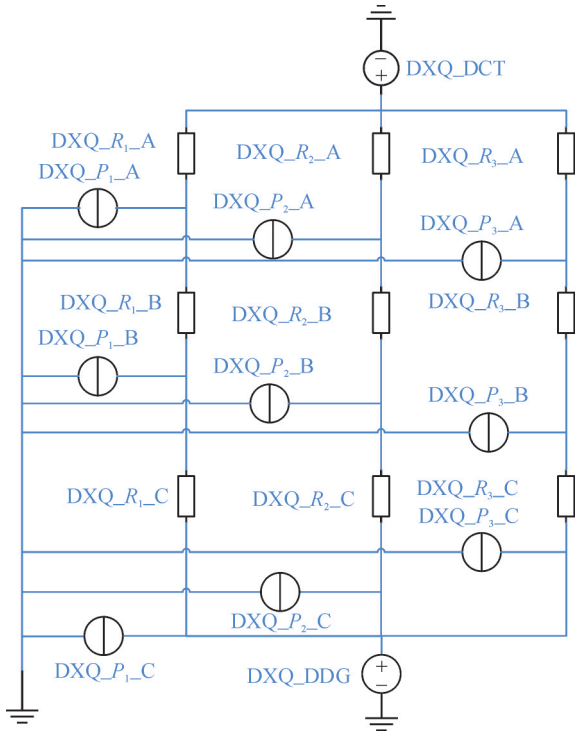 DXQ_DCT
DXQ_R₁_A
DXQ_R₂_A
DXQ_R₃_A
DXQ_P₁_A
DXQ_P₂_A
DXQ_P₃_A
DXQ_R₁_B
DXQ_R₂_B
DXQ_R₃_B
DXQ_P₁_B
DXQ_P₂_B
DXQ_P₃_B
DXQ_R₁_C
DXQ_R₂_C
DXQ_R₃_C
DXQ_P₃_C
DXQ_P₂_C
DXQ_P₁_C
DXQ_DDG